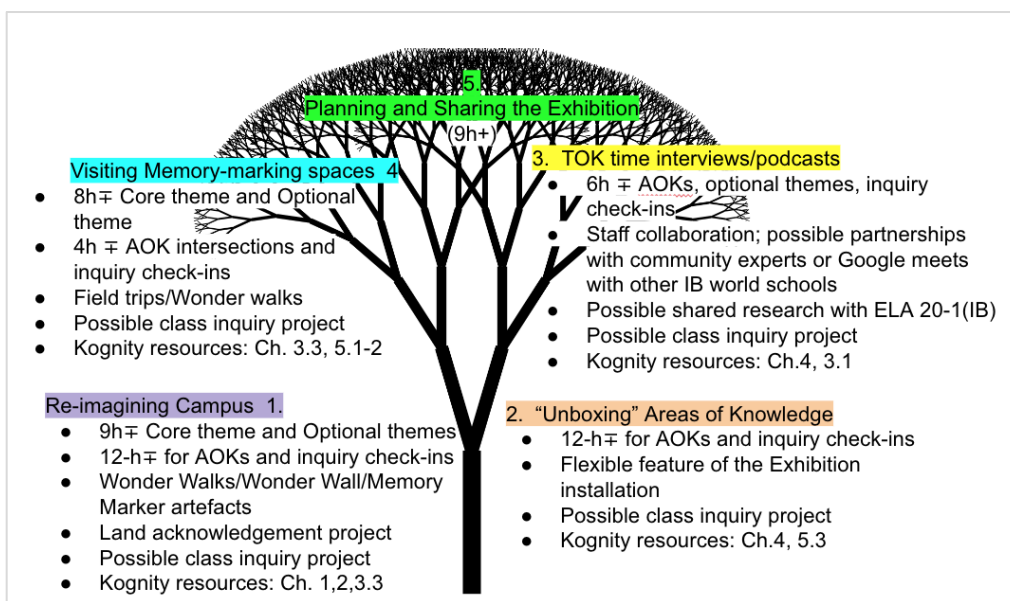 5.
Planning and Sharing the Exhibition
(9h+)
Visiting Memory-marking spaces  4
● 8h∓ Core theme and Optional
theme
● 4h ∓ AOK intersections and
inquiry check-ins
● Field trips/Wonder walks
● Possible class inquiry project
● Kognity resources: Ch. 3.3, 5.1-2
3.  TOK time interviews/podcasts
● 6h ∓ AOKs, optional themes, inquiry
check-ins
● Staff collaboration; possible partnerships
with community experts or Google meets
with other IB world schools
● Possible shared research with ELA 20-1(IB)
● Possible class inquiry project
● Kognity resources: Ch.4, 3.1
Re-imagining Campus  1.
● 9h∓ Core theme and Optional themes
● 12-h∓ for AOKs and inquiry check-ins
● Wonder Walks/Wonder Wall/Memory
Marker artefacts
● Land acknowledgement project
● Possible class inquiry project
● Kognity resources: Ch. 1,2,3.3
2.  “Unboxing” Areas of Knowledge
● 12-h∓ for AOKs and inquiry check-ins
● Flexible feature of the Exhibition
installation
● Possible class inquiry project
● Kognity resources: Ch.4, 5.3